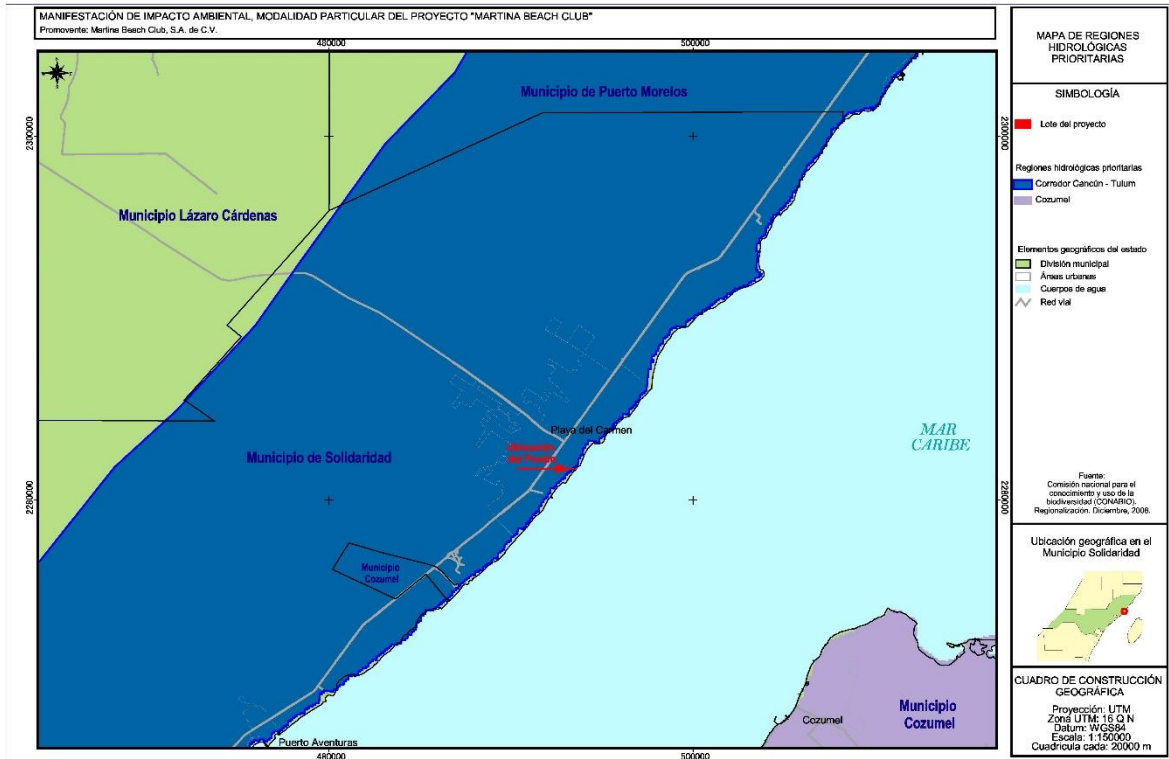 MANIFESTACIÓN DE IMPACTO AMBIENTAL, MODALIDAD PARTICULAR DEL PROYECTO "MARTINA BEACH CLUB"
Promovente: Martina Beach Club, S.A. de C.V.
480000
500000
2300000
2300000
2280000
2280000
Municipio de Puerto Morelos
Municipio Lázaro Cárdenas
Playa del Carmen
Ubicación
del Predio
Municipio de Solidaridad
MAR
CARIBE
Municipio
Cozumel
Municipio
Cozumel
Cozumel
Puerto Aventuras
480000
500000
MAPA DE REGIONES
HIDROLÓGICAS
PRIORITARIAS
SIMBOLOGÍA
Lote del proyecto
Regiones hidrológicas prioritarias
Corredor Cancún - Tulum
Cozumel
Elementos geográficos del estado
División municipal
Áreas urbanas
Cuerpos de agua
Red vial
Fuente:
Comisión nacional para el
conocimiento y uso de la
biodiversidad (CONABIO).
Regionalización. Diciembre, 2008.
Ubicación geográfica en el
Municipio Solidaridad
CUADRO DE CONSTRUCCIÓN
GEOGRÁFICA
Proyección: UTM
Zona UTM: 16 Q N
Datum: WGS84
Escala: 1:150000
Cuadrícula cada: 20000 m